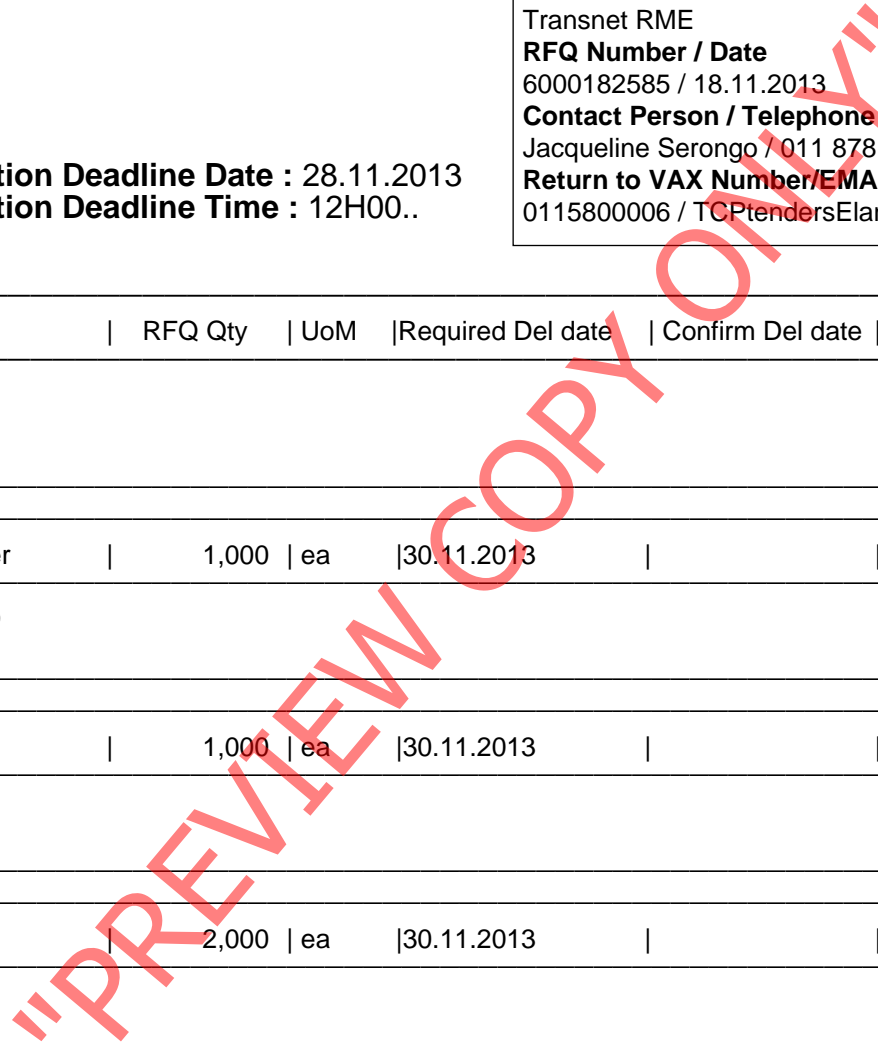 Transnet RME
RFQ Number / Date
6000182585 / 18.11.2013
Contact Person / Telephone
Jacqueline Serongo / 011 878
tion Deadline Date : 28.11.2013
Return to VAX Number/EMA
tion Deadline Time : 12H00..
0115800006 / TCPtendersElan
| RFQ Qty | UoM |Required Del date | Confirm Del date |
r | 1,000 | ea |30.11.2013 | |
| 1,000 | ea |30.11.2013 | |
| 2,000 | ea |30.11.2013 | |
"PREVIEW COPY ONLY"